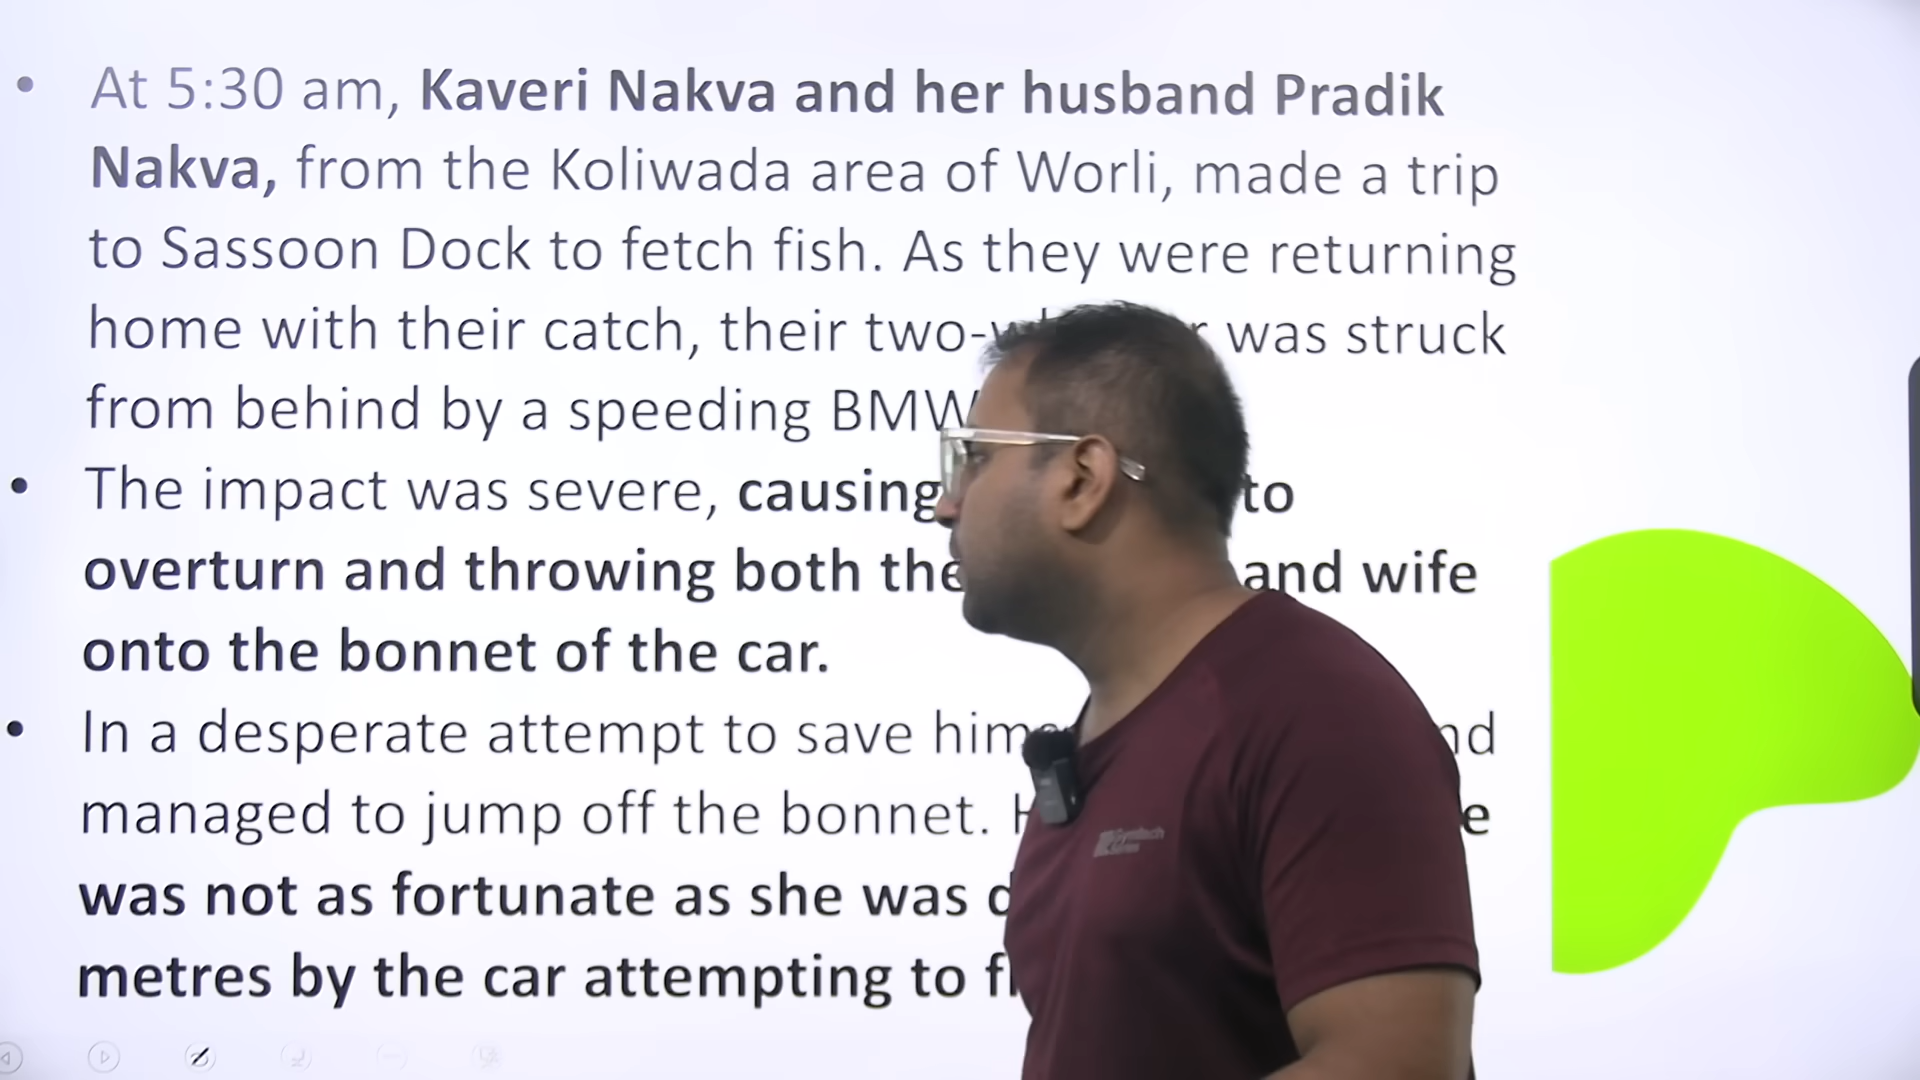 • At 5:30 am, Kaveri Nakva and her husband Pradik
Nakva, from the Koliwada area of Worli, made a trip
to Sassoon Dock to fetch fish. As they were returning
home with their catch, their two- was struck
from behind by a speeding BMW
• The impact was severe, causing to
overturn and throwing both the and wife
onto the bonnet of the car.
• In a desperate attempt to save
managed to jump off the bonnet.
was not as fortunate as she was
metres by the car attempting to